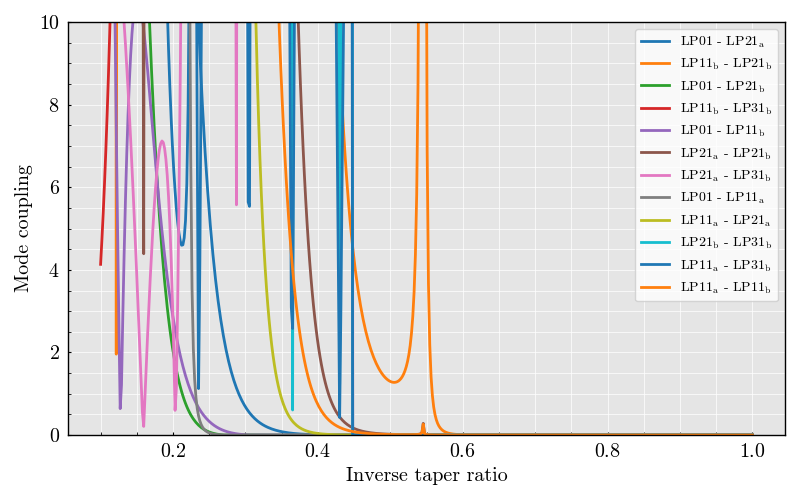 10
8
6
4
2
0
Mode coupling
0.2
0.4
0.6
0.8
1.0
Inverse taper ratio
LP01 - LP21a
LP11b - LP21b
LP01 - LP21b
LP11b - LP31b
LP01 - LP11b
LP21a - LP21b
LP21a - LP31b
LP01 - LP11a
LP11a - LP21a
LP21b - LP31b
LP11a - LP31b
LP11a - LP11b